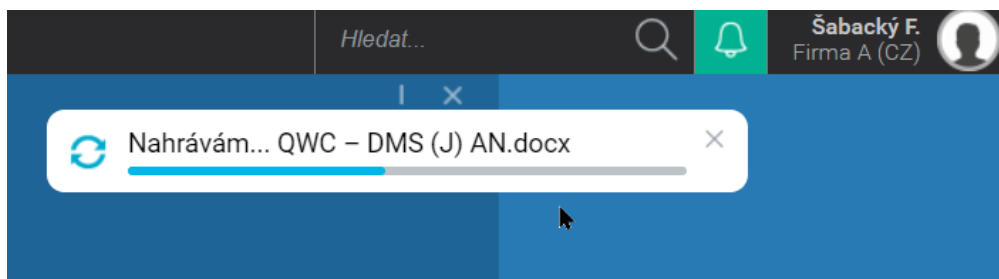 Hledat...
Šabacký F.
Firma A (CZ)
Nahrávám... QWC – DMS (J) AN.docx